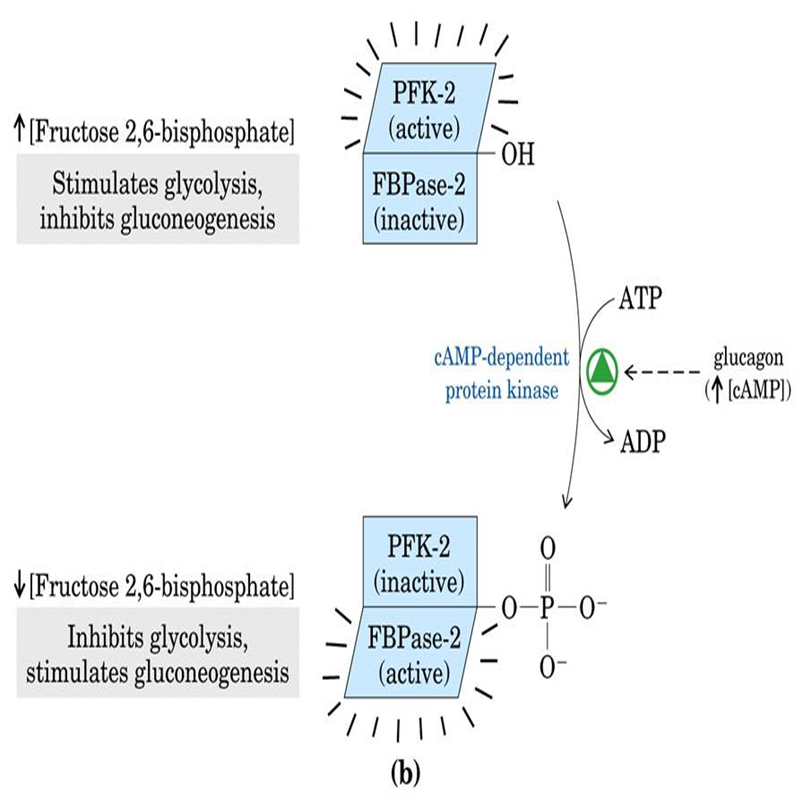 PFK-2
(active)
↑[Fructose 2,6-bisphosphate]
OH
Stimulates glycolysis,
inhibits gluconeogenesis
FBPase-2
(inactive)
ATP
cAMP-dependent
protein kinase
glucagon
(↑[cAMP])
ADP
PFK-2
(inactive)
O
↓[Fructose 2,6-bisphosphate]
O—P—O⁻
Inhibits glycolysis,
stimulates gluconeogenesis
FBPase-2
(active)
O⁻
(b)